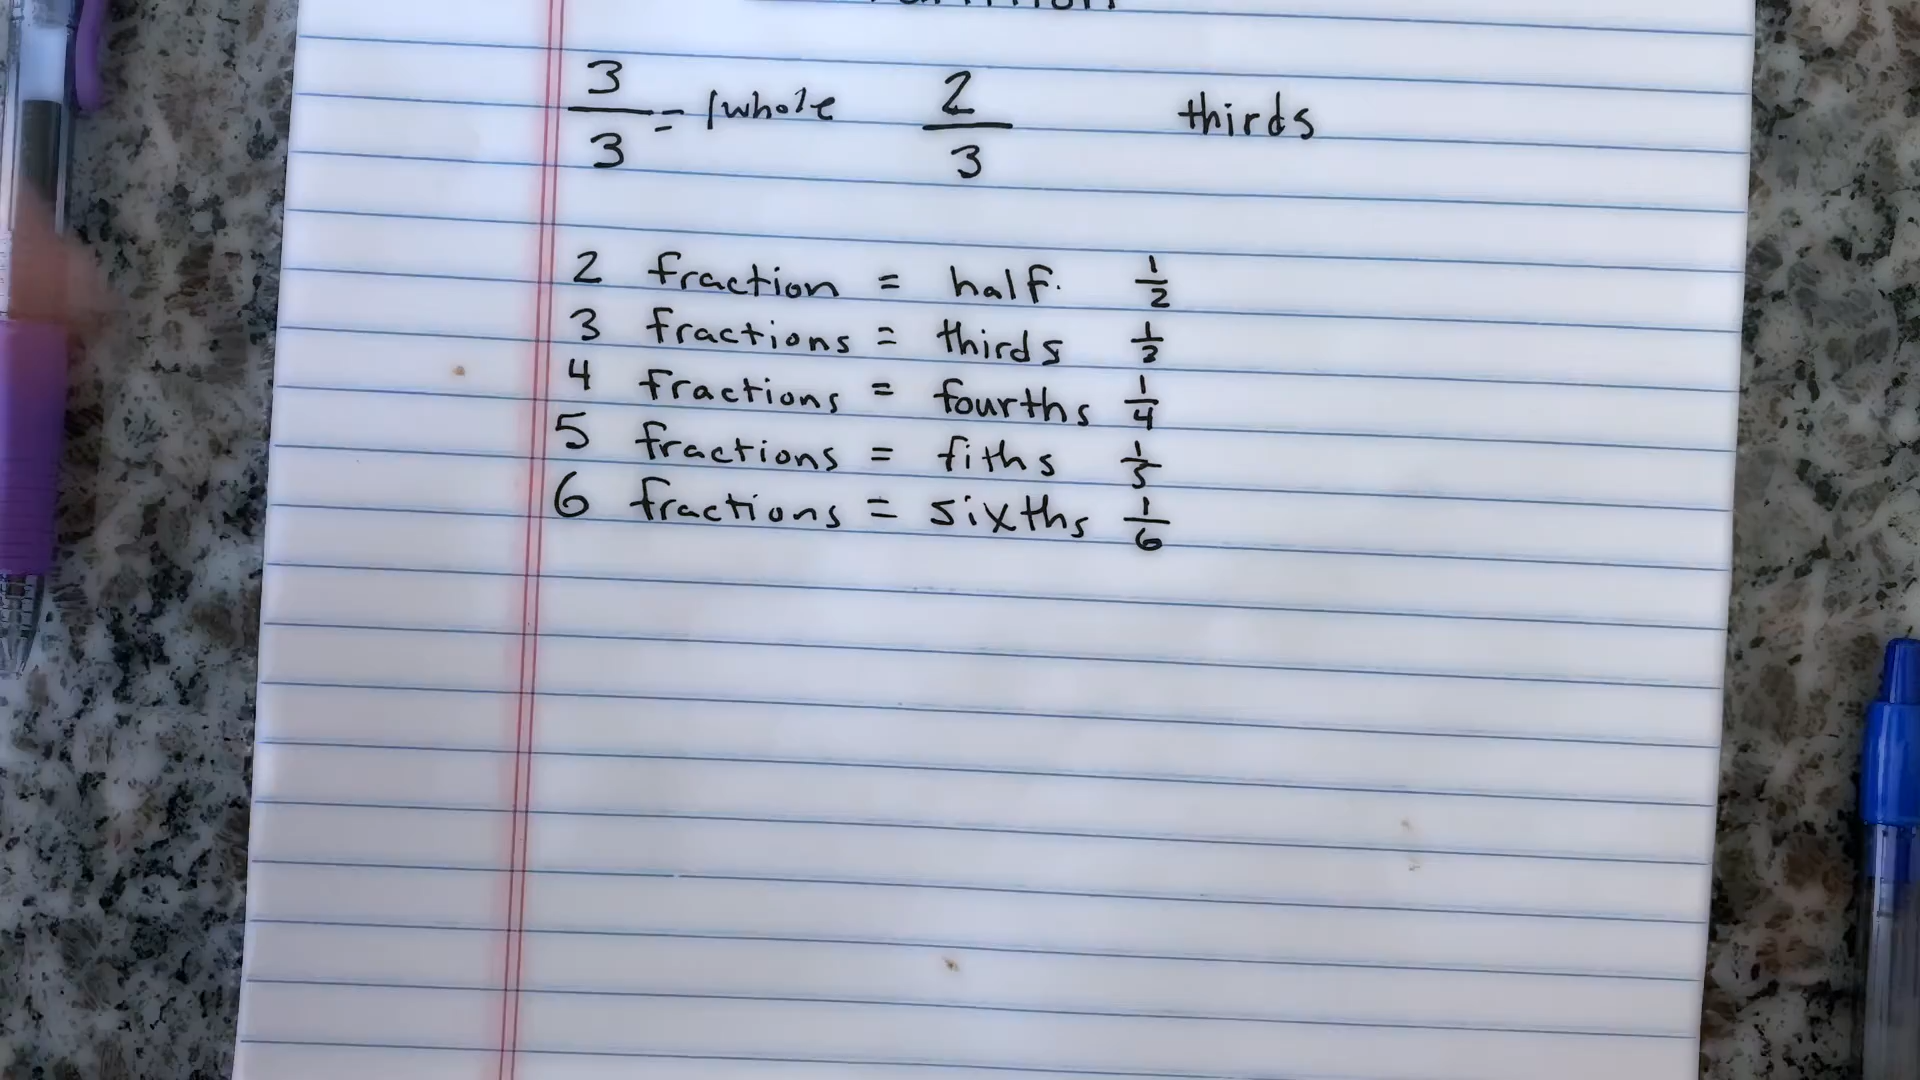 3/3 = 1 whole 2/3 thirds
2 fraction = half. 1/2
3 fractions = thirds 1/3
4 fractions = fourths 1/4
5 fractions = fiths 1/5
6 fractions = sixths 1/6